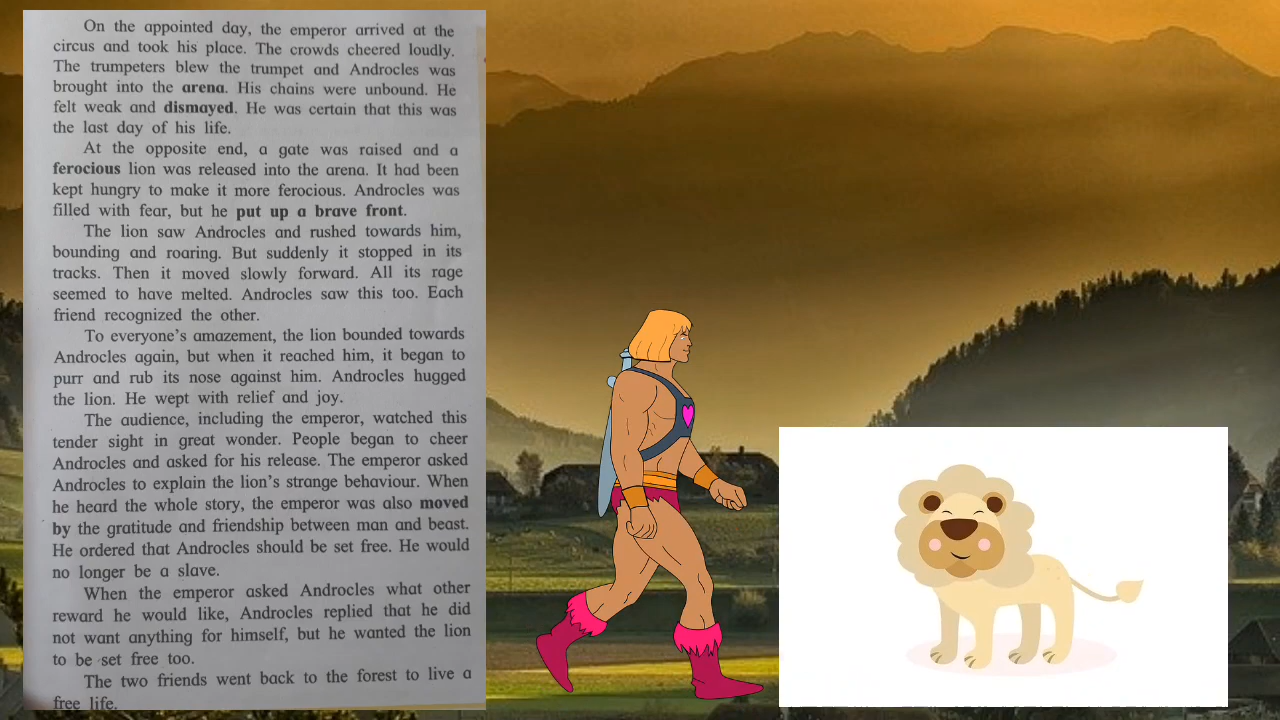 On the appointed day, the emperor arrived at the
circus and took his place. The crowds cheered loudly.
The trumpeters blew the trumpet and Androcles was
brought into the arena. His chains were unbound. He
felt weak and dismayed. He was certain that this was
the last day of his life.
At the opposite end, a gate was raised and a
ferocious lion was released into the arena. It had been
kept hungry to make it more ferocious. Androcles was
filled with fear, but he put up a brave front.
The lion saw Androcles and rushed towards him,
bounding and roaring. But suddenly it stopped in its
tracks. Then it moved slowly forward. All its rage
seemed to have melted. Androcles saw this too. Each
friend recognized the other.
To everyone's amazement, the lion bounded towards
Androcles again, but when it reached him, it began to
purr and rub its nose against him. Androcles hugged
the lion. He wept with relief and joy.
The audience, including the emperor, watched this
tender sight in great wonder. People began to cheer
Androcles and asked for his release. The emperor asked
Androcles to explain the lion's strange behaviour. When
he heard the whole story, the emperor was also moved
by the gratitude and friendship between man and beast.
He ordered that Androcles should be set free. He would
no longer be a slave.
When the emperor asked Androcles what other
reward he would like, Androcles replied that he did
not want anything for himself, but he wanted the lion
to be set free too.
The two friends went back to the forest to live a
free life.